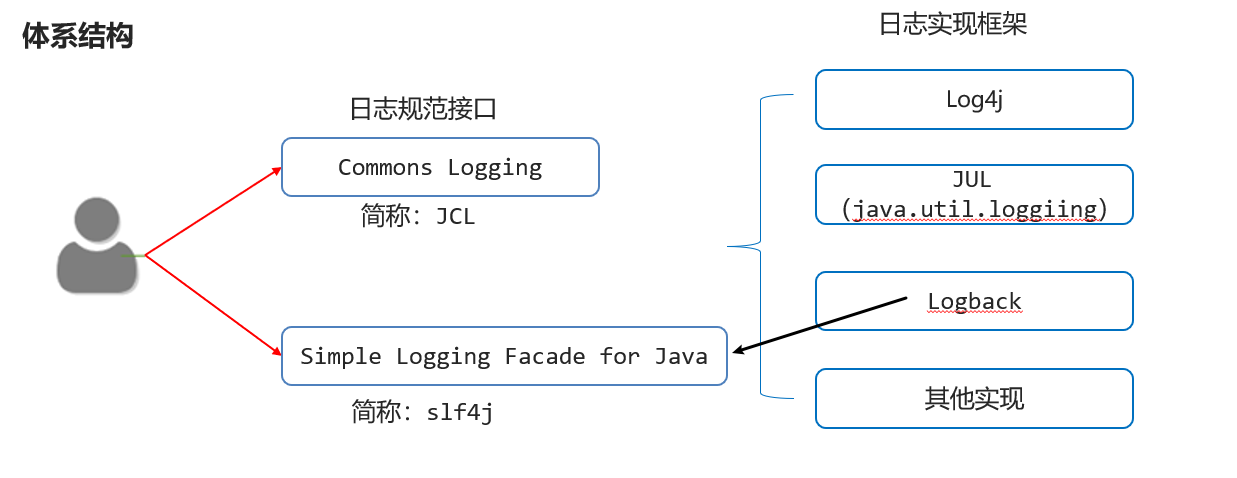 体系结构
日志规范接口
Commons Logging
简称：JCL
Simple Logging Facade for Java
简称：slf4j
日志实现框架
Log4j
JUL
（java.util.loggiing）
Logback
其他实现